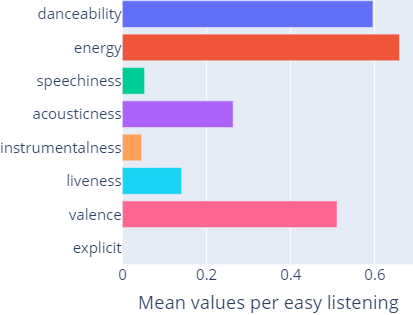 danceability
energy
speechiness
acousticness
instrumentalness
liveness
valence
explicit
0 0.2 0.4 0.6
Mean values per easy listening